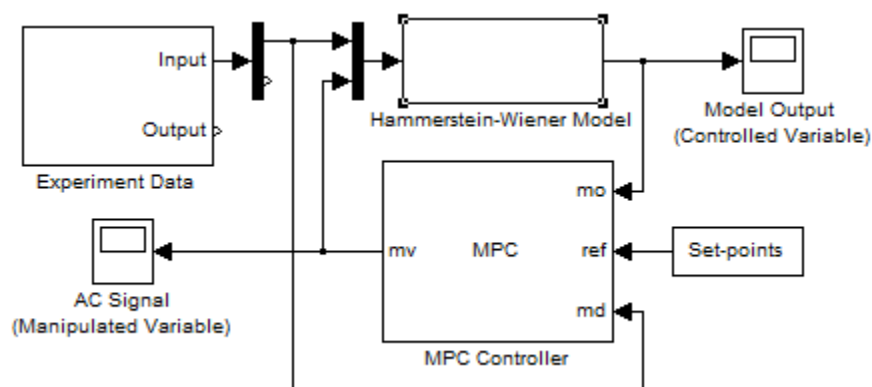 Input
Output
Experiment Data
Hammerstein-Wiener Model
Model Output
(Controlled Variable)
mo
mv
MPC
ref
Set-points
md
AC Signal
(Manipulated Variable)
MPC Controller